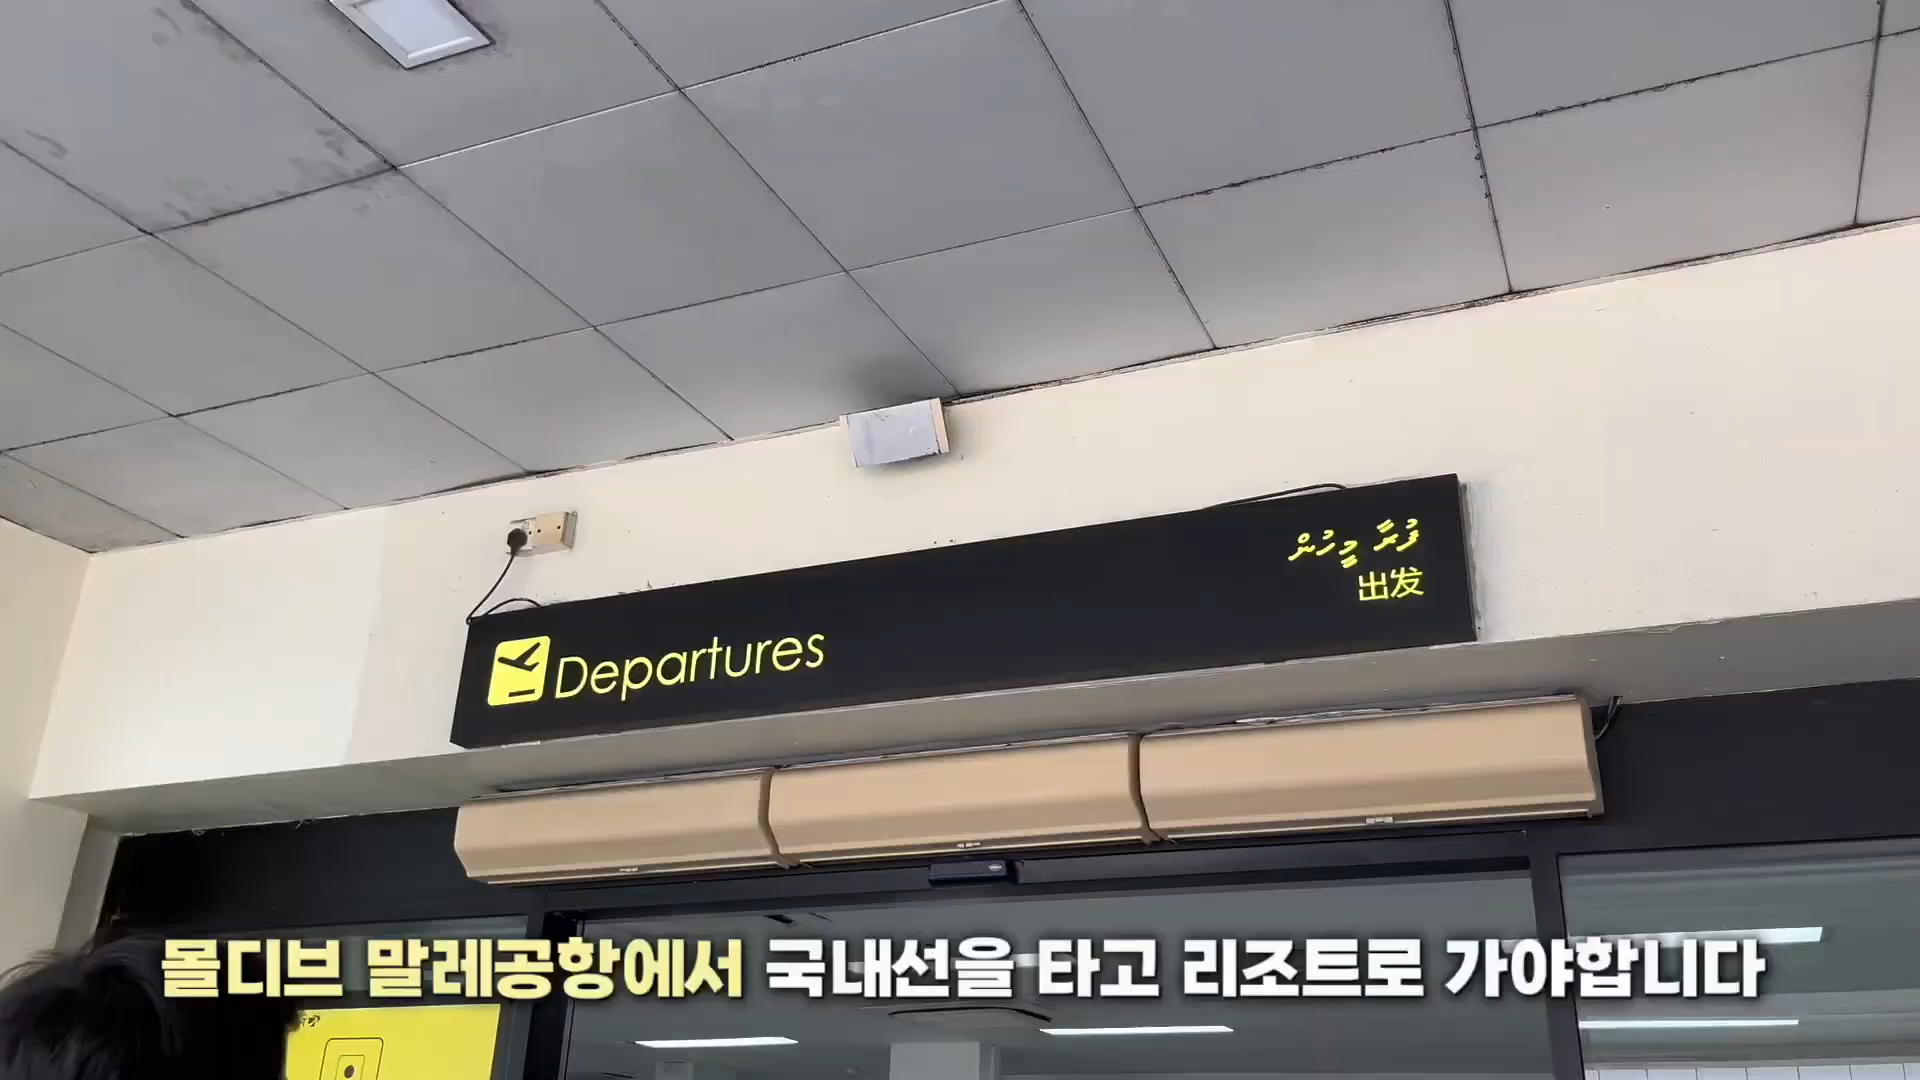 ފުރާ މީހުން
出发
Departures
몰디브 말레공항에서 국내선을 타고 리조트로 가야합니다